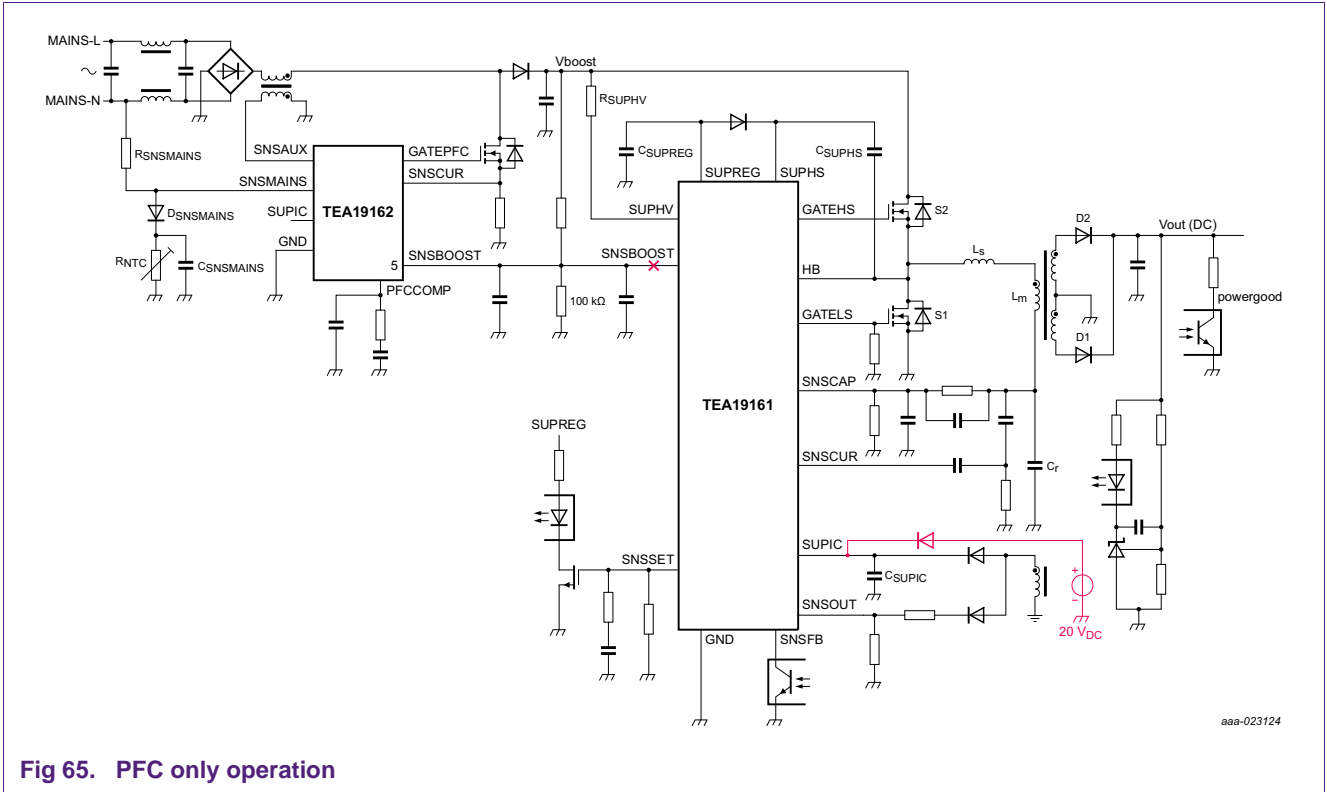 MAINS-L
MAINS-N
RSNSMAINS
DSNSMAINS
RNTC
CSNSMAINS
SNSAUX
SNSMAINS
SUPIC
GND
TEA19162
GATEPFC
SNSCUR
5
SNSBOOST
PFCCOMP
Vboost
RSUPHV
CSUPREG
CSUPHS
SUPREG
SUPHS
SUPHV
SNSBOOST
100 kΩ
TEA19161
GATEHS
S2
HB
GATELS
S1
Ls
Lm
D2
D1
Vout (DC)
powergood
SNSCAP
SNSCUR
Cr
SUPREG
SNSSET
SUPIC
CSUPIC
SNSOUT
GND
SNSFB
+
−
20 VDC
aaa-023124
Fig 65. PFC only operation